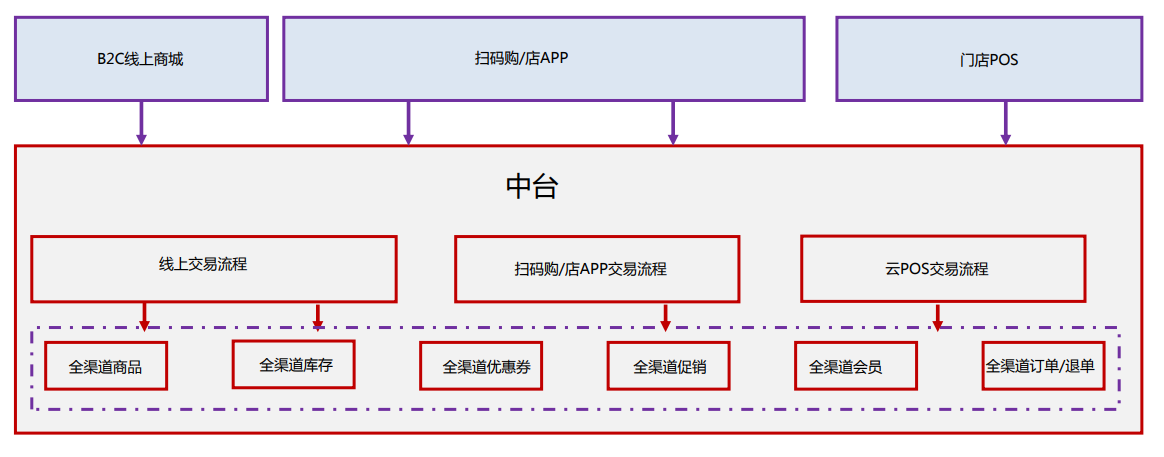 B2C线上商城
扫码购/店APP
门店POS
中台
线上交易流程
扫码购/店APP交易流程
云POS交易流程
全渠道商品
全渠道库存
全渠道优惠券
全渠道促销
全渠道会员
全渠道订单/退单